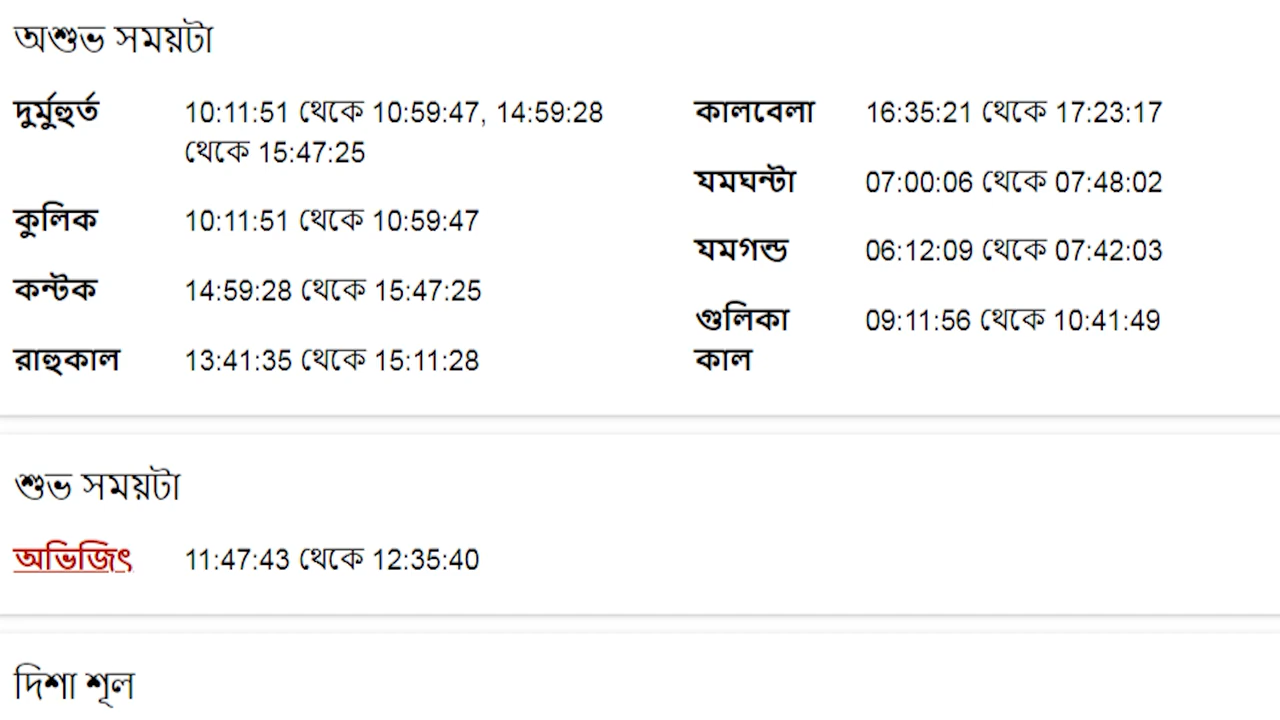 অশুভ সময়টা
দুর্মুহুর্ত 10:11:51 থেকে 10:59:47, 14:59:28
থেকে 15:47:25
কুলিক 10:11:51 থেকে 10:59:47
কন্টক 14:59:28 থেকে 15:47:25
রাহুকাল 13:41:35 থেকে 15:11:28
কালবেলা 16:35:21 থেকে 17:23:17
যমঘন্টা 07:00:06 থেকে 07:48:02
যমগন্ড 06:12:09 থেকে 07:42:03
গুলিকা 09:11:56 থেকে 10:41:49
কাল
শুভ সময়টা
অভিজিৎ 11:47:43 থেকে 12:35:40
দিশা শূল